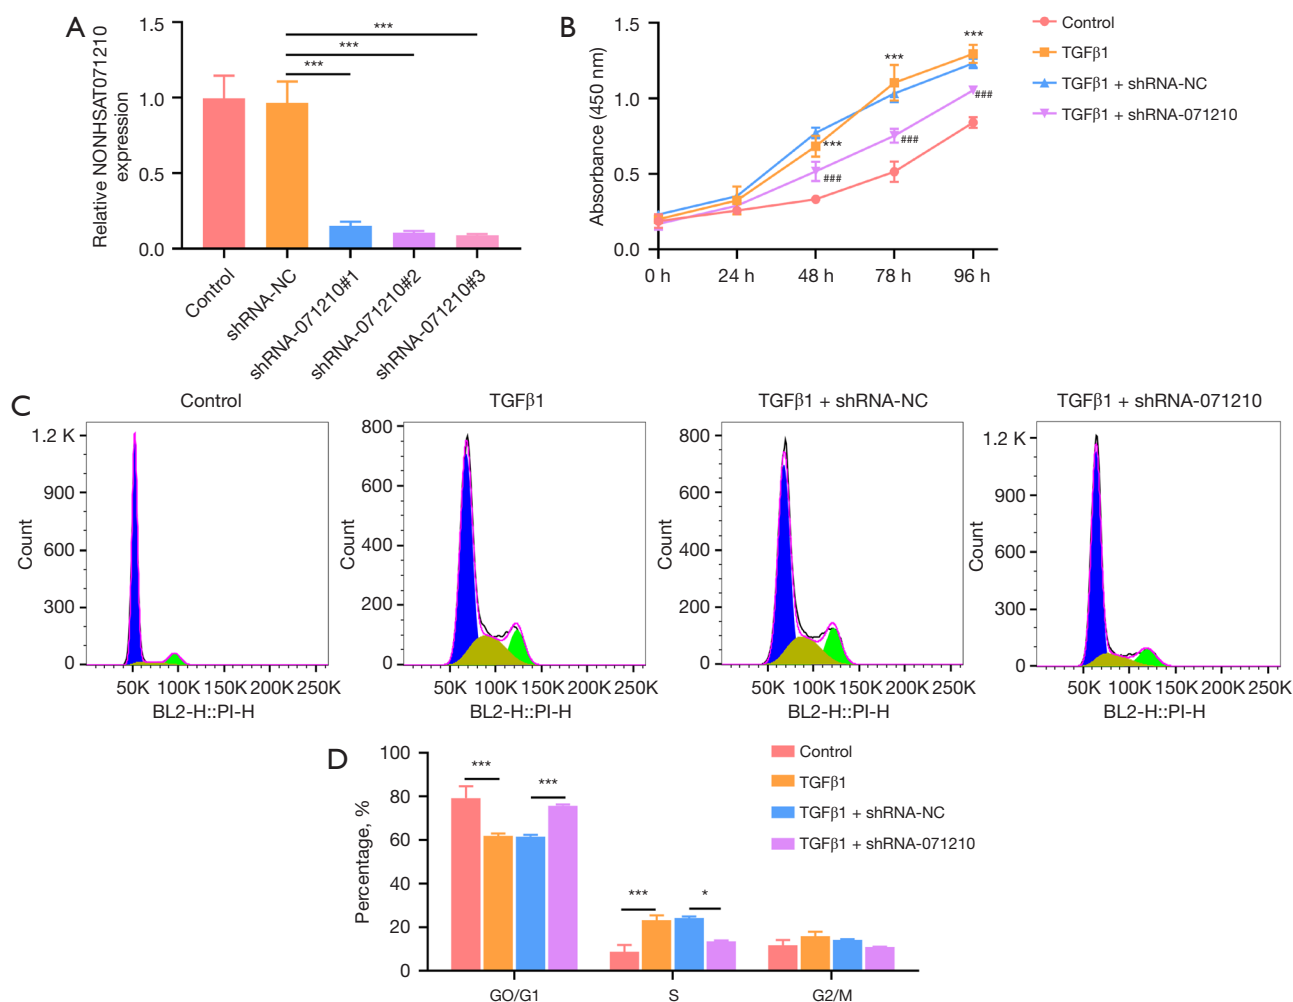 A
Relative NONHSAT071210
expression
1.5
1.0
0.5
0.0
***
***
***
Control
shRNA-NC
shRNA-071210#1
shRNA-071210#2
shRNA-071210#3
B
Absorbance (450 nm)
1.5
1.0
0.5
0.0
***
***
***
###
###
###
0 h
24 h
48 h
78 h
96 h
Control
TGFβ1
TGFβ1 + shRNA-NC
TGFβ1 + shRNA-071210
C
Control
Count
1.2 K
900
600
300
0
50K 100K 150K 200K 250K
BL2-H::PI-H
TGFβ1
Count
800
600
400
200
0
50K 100K 150K 200K 250K
BL2-H::PI-H
TGFβ1 + shRNA-NC
Count
800
600
400
200
0
50K 100K 150K 200K 250K
BL2-H::PI-H
TGFβ1 + shRNA-071210
Count
1.2 K
900
600
300
0
50K 100K 150K 200K 250K
BL2-H::PI-H
D
Percentage, %
100
80
60
40
20
0
***
***
***
*
GO/G1
S
G2/M
Control
TGFβ1
TGFβ1 + shRNA-NC
TGFβ1 + shRNA-071210